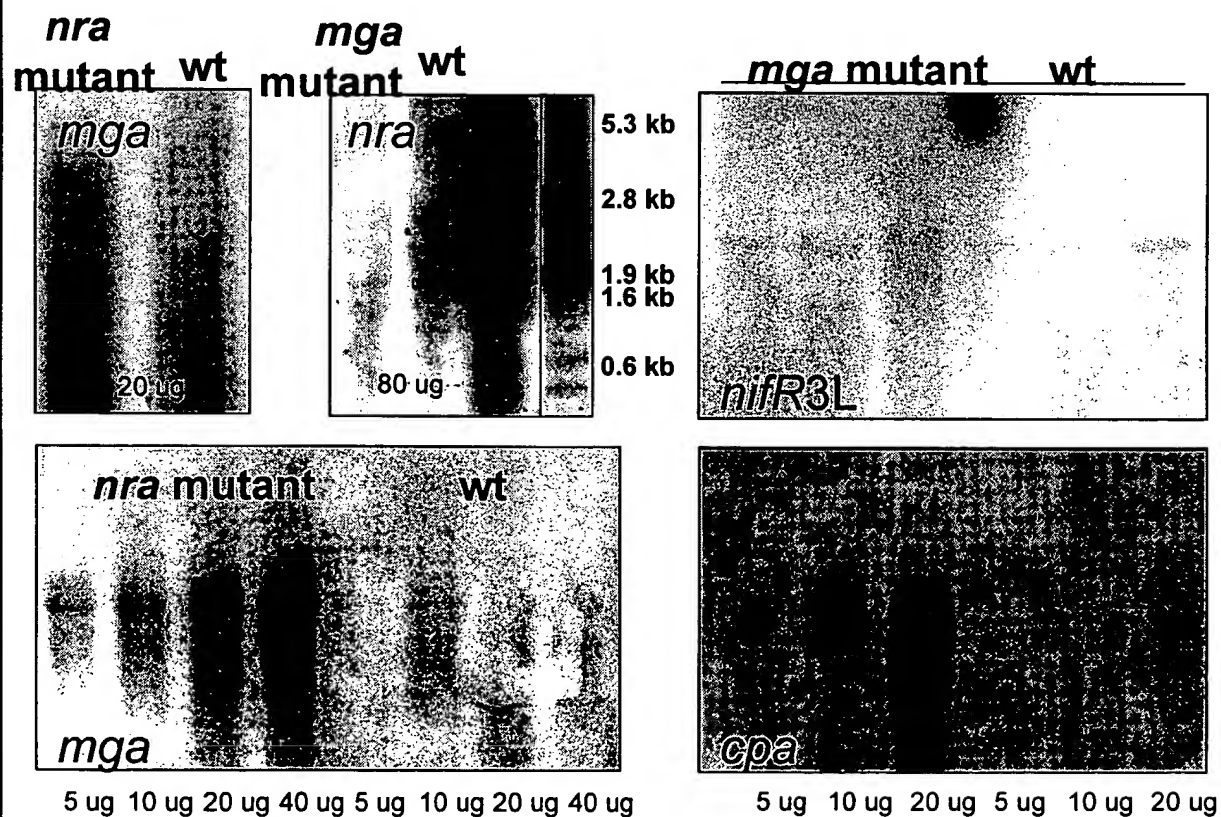 nra
mutant wt
mga
20 ug
mga
mutant wt
nra
80 ug
5.3 kb
2.8 kb
1.9 kb
1.6 kb
0.6 kb
mga mutant wt
nifR3L
nra mutant wt
mga
5 ug 10 ug 20 ug 40 ug 5 ug 10 ug 20 ug 40 ug
cpa
5 ug 10 ug 20 ug 5 ug 10 ug 20 ug